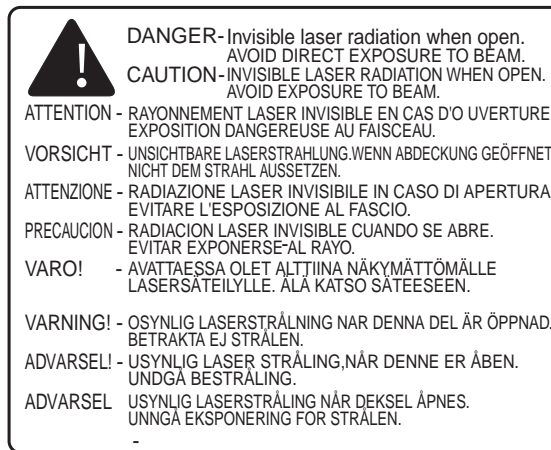 DANGER-Invisible laser radiation when open.
AVOID DIRECT EXPOSURE TO BEAM.
CAUTION-INVISIBLE LASER RADIATION WHEN OPEN.
AVOID EXPOSURE TO BEAM.
ATTENTION - RAYONNEMENT LASER INVISIBLE EN CAS D'O UVERTURE
EXPOSITION DANGEREUSE AU FAISCEAU.
VORSICHT - UNSICHTBARE LASERSTRAHLUNG.WENN ABDECKUNG GEÖFFNET
NICHT DEM STRAHL AUSSETZEN.
ATTENZIONE - RADIAZIONE LASER INVISIBILE IN CASO DI APERTURA
EVITARE L'ESPOSIZIONE AL FASCIO.
PRECAUCION - RADIACION LASER INVISIBLE CUANDO SE ABRE.
EVITAR EXPONERSE-AL RAYO.
VARO! - AVATTAESSA OLET ALTTIINA NÄKYMÄTTÖMÄLLE
LASERSÄTEILYLLE. ÄLÄ KATSO SÄTEESEEN.
VARNING! - OSYNLIG LASERSTRÅLNING NAR DENNA DEL ÄR ÖPPNAD.
BETRAKTA EJ STRÅLEN.
ADVARSEL! - USYNLIG LASER STRÅLING,NÅR DENNE ER ÅBEN.
UNDGÅ BESTRÅLING.
ADVARSEL USYNLIG LASERSTRÅLING NÅR DEKSEL ÅPNES.
UNNGÅ EKSPONERING FOR STRÅLEN.
-